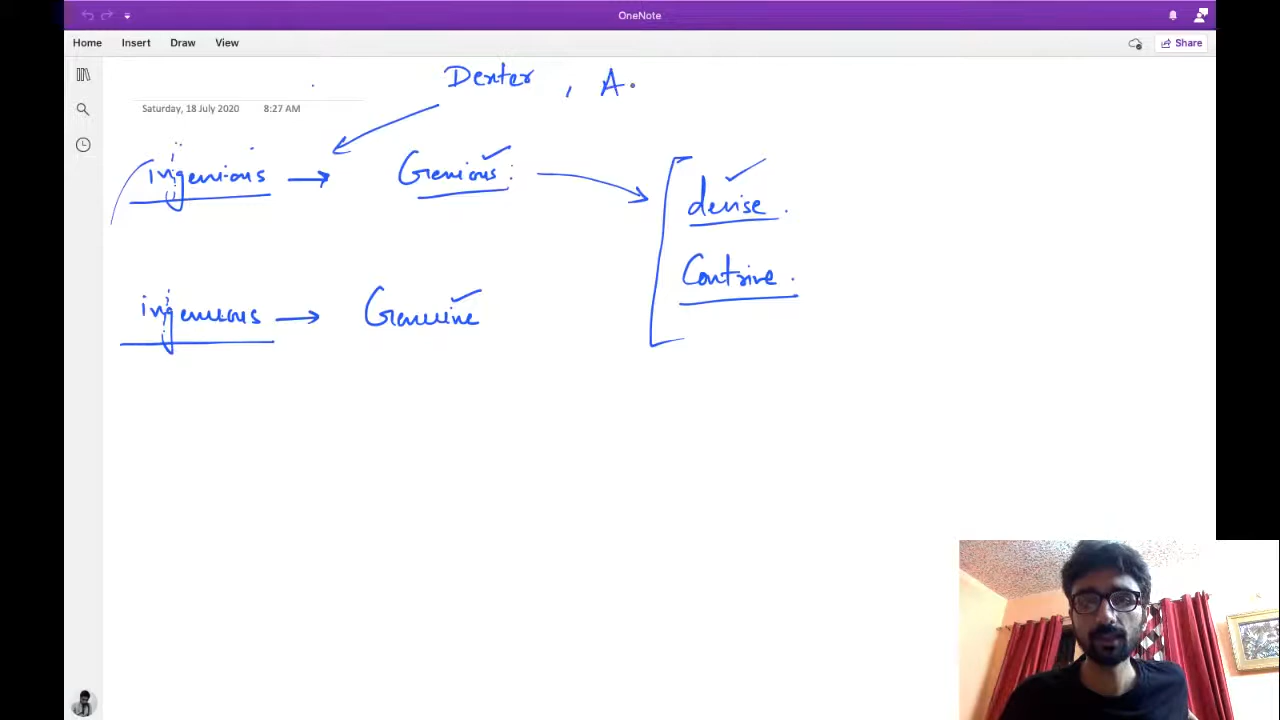 OneNote
Home Insert Draw View Share
Dexter, A.
Saturday, 18 July 2020 8:27 AM
ingenious → Genious:
devise.
Contrive.
ingenuous → Genuine